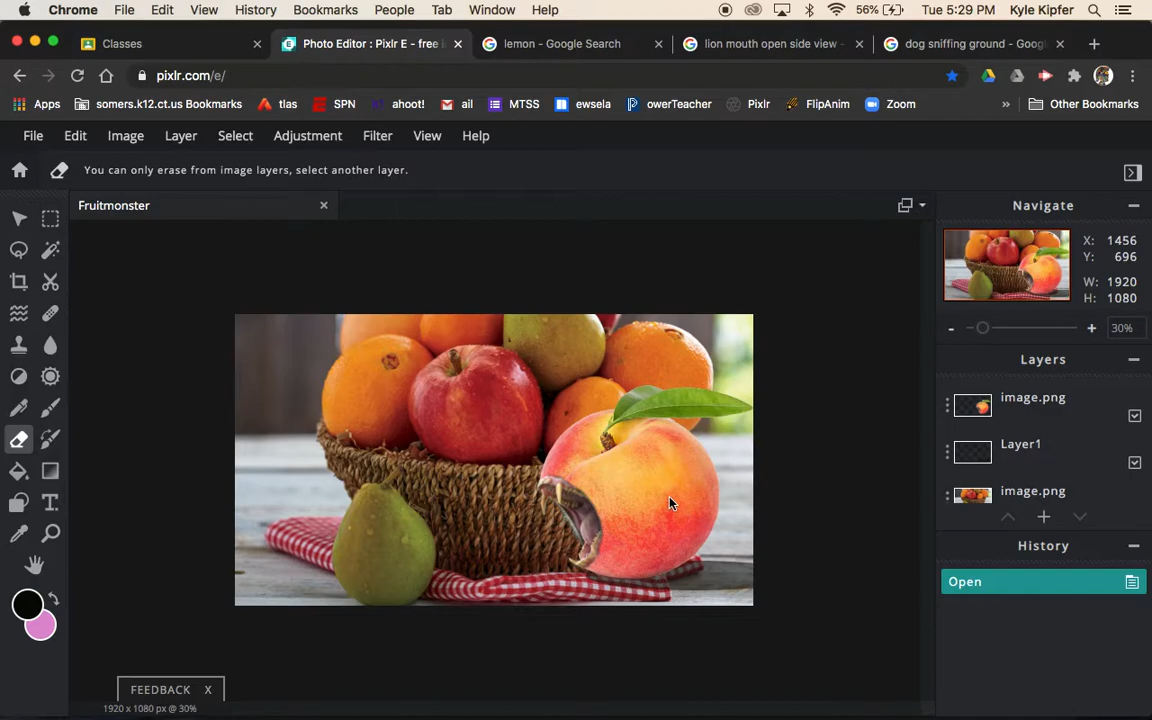 Chrome File Edit View History Bookmarks People Tab Window Help 56% Tue 5:29 PM Kyle Kipfer
Classes Photo Editor : Pixlr E - free i lemon - Google Search lion mouth open side view - dog sniffing ground - Goog
pixlr.com/e/
Apps somers.k12.ct.us Bookmarks tlas SPN ahoot! ail MTSS ewsela owerTeacher Pixlr FlipAnim Zoom » Other Bookmarks
File Edit Image Layer Select Adjustment Filter View Help
You can only erase from image layers, select another layer.
Fruitmonster
Navigate
X: 1456
Y: 696
W: 1920
H: 1080
- + 30%
Layers
image.png
Layer1
image.png
History
Open
FEEDBACK X
1920 x 1080 px @ 30%